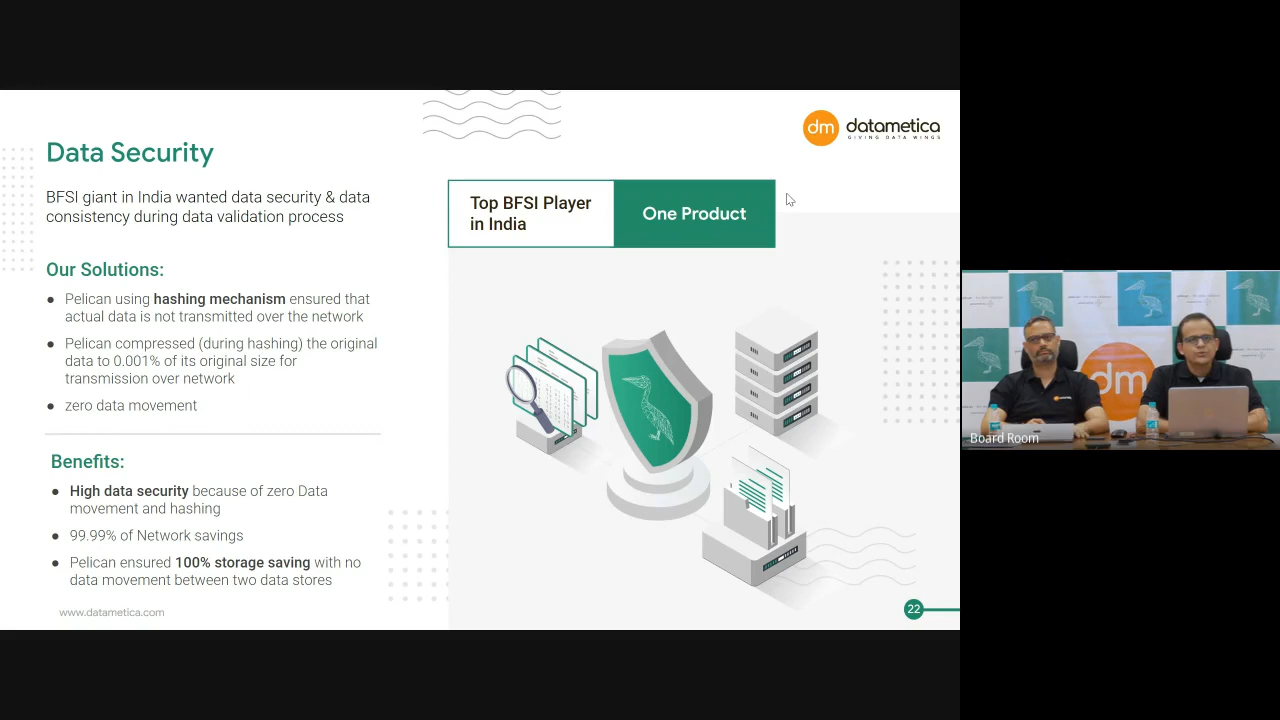 dm datametica
GIVING DATA WINGS
Data Security
BFSI giant in India wanted data security & data
consistency during data validation process
Top BFSI Player
in India
One Product
Our Solutions:
● Pelican using hashing mechanism ensured that
actual data is not transmitted over the network
● Pelican compressed (during hashing) the original
data to 0.001% of its original size for
transmission over network
● zero data movement
Benefits:
● High data security because of zero Data
movement and hashing
● 99.99% of Network savings
● Pelican ensured 100% storage saving with no
data movement between two data stores
www.datametica.com
22
dm
Board Room